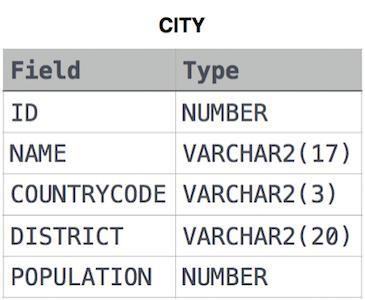 CITY
Field Type
ID NUMBER
NAME VARCHAR2(17)
COUNTRYCODE VARCHAR2(3)
DISTRICT VARCHAR2(20)
POPULATION NUMBER